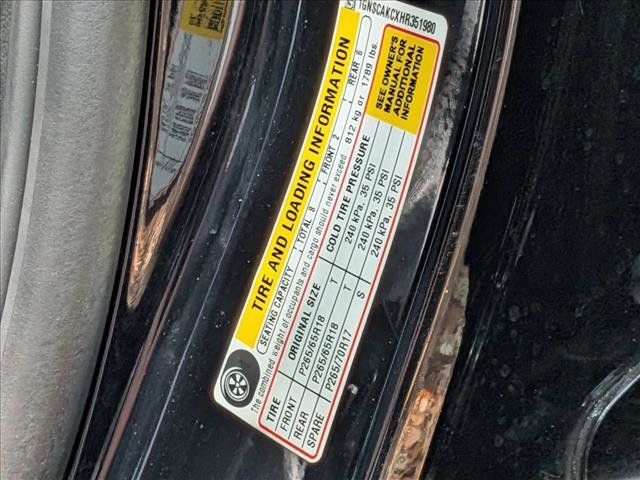 1GNSCAKCXHR351980
TIRE AND LOADING INFORMATION
SEATING CAPACITY | TOTAL 8 | FRONT 2 | REAR 6
The combined weight of occupants and cargo should never exceed 812 kg or 1789 lbs.
TIRE ORIGINAL SIZE COLD TIRE PRESSURE
FRONT P265/65R18 T 240 kPa, 35 PSI
REAR P265/65R18 T 240 kPa, 35 PSI
SPARE P265/70R17 S 240 kPa, 35 PSI
SEE OWNER'S
MANUAL FOR
ADDITIONAL
INFORMATION